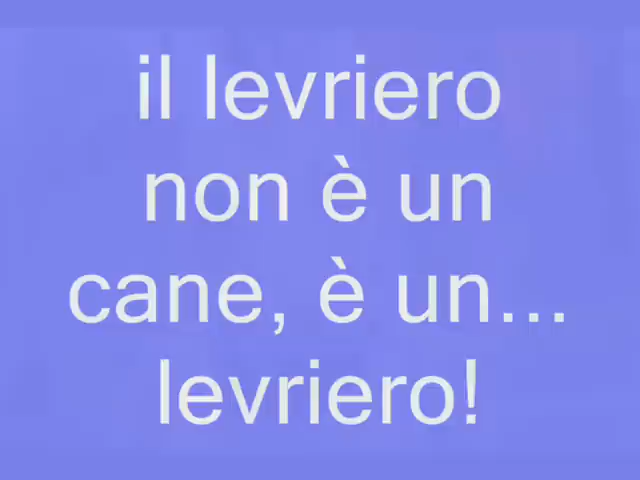 il levriero
non è un
cane, è un...
levriero!